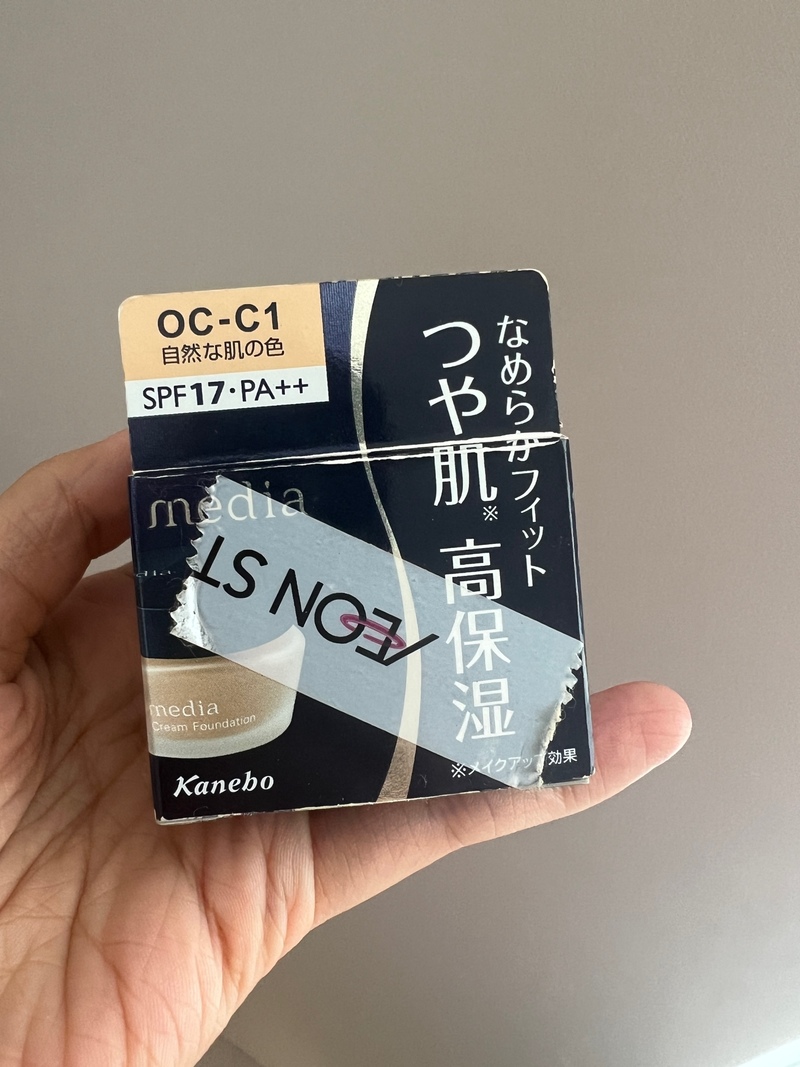 OC-C1
自然な肌の色
SPF17・PA++
なめらかフィット
つや肌※
高保湿
media
ÆON ST
media
Cream Foundation
Kanebo
※メイクアップ効果